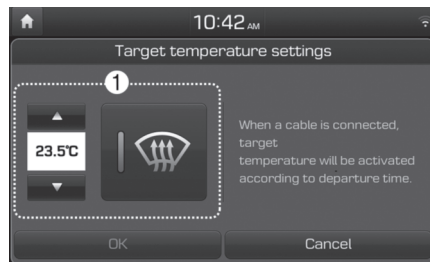 10:42 AM
Target temperature settings
1
23.5°C
When a cable is connected,
target
temperature will be activated
according to departure time.
OK
Cancel